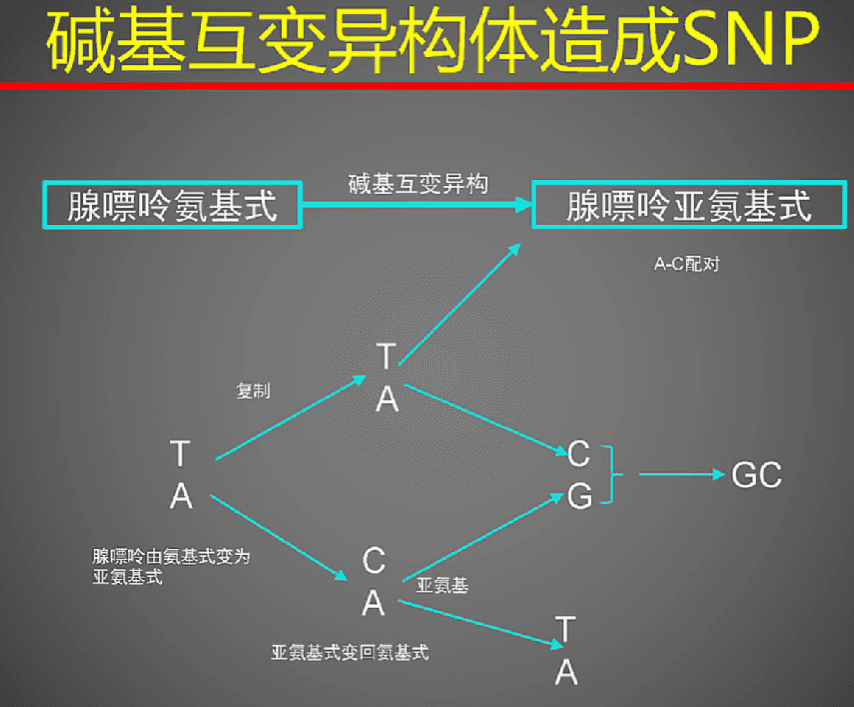 碱基互变异构体造成SNP
碱基互变异构
腺嘌呤氨基式
腺嘌呤亚氨基式
A-C配对
T
A
复制
T
A
C
G
GC
腺嘌呤由氨基式变为
亚氨基式
C
A
亚氨基
亚氨基式变回氨基式
T
A